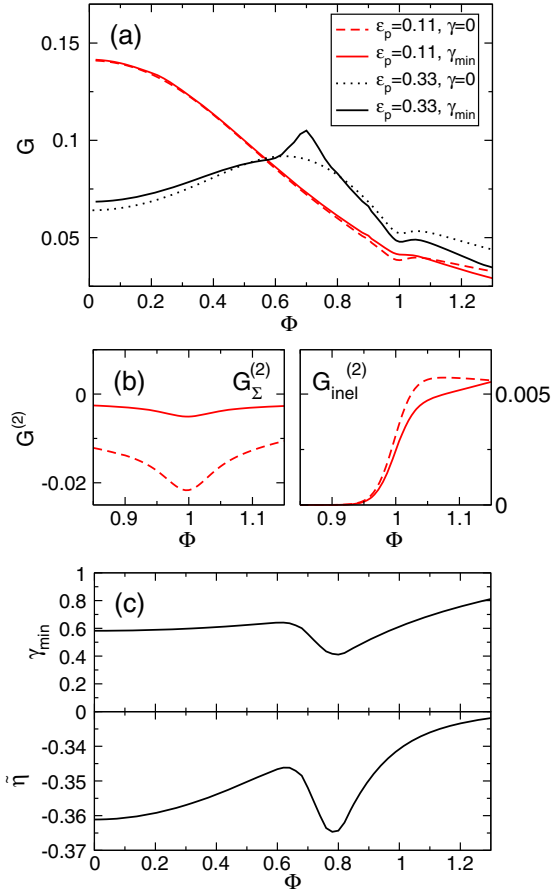 (a)
ε_p=0.11, γ=0
ε_p=0.11, γ_min
ε_p=0.33, γ=0
ε_p=0.33, γ_min
0.15
0.1
0.05
G
0 0.2 0.4 0.6 0.8 1 1.2
Φ
(b) G_Σ^(2) G_inel^(2)
0
-0.02
G^(2)
0.005
0
0.9 1 1.1 0.9 1 1.1
Φ Φ
(c)
1
0.8
0.6
0.4
0.2
0
γ_min
0
-0.34
-0.35
-0.36
-0.37
η̃
0 0.2 0.4 0.6 0.8 1 1.2
Φ